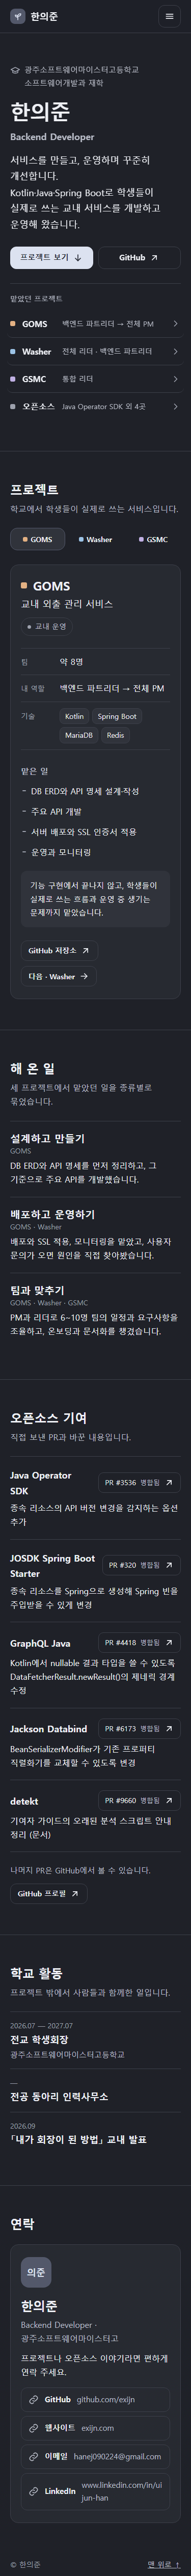 한의준
광주소프트웨어마이스터고등학교
소프트웨어개발과 재학
한의준
Backend Developer
서비스를 만들고, 운영하며 꾸준히
개선합니다.
Kotlin·Java·Spring Boot로 학생들이
실제로 쓰는 교내 서비스를 개발하고
운영해 왔습니다.
프로젝트 보기 ↓
GitHub ↗
맡았던 프로젝트
GOMS 백엔드 파트리더 → 전체 PM
Washer 전체 리더 · 백엔드 파트리더
GSMC 통합 리더
오픈소스 Java Operator SDK 외 4곳
프로젝트
학교에서 학생들이 실제로 쓰는 서비스입니다.
GOMS Washer GSMC
GOMS
교내 외출 관리 서비스
교내 운영
팀 약 8명
내 역할 백엔드 파트리더 → 전체 PM
기술 Kotlin Spring Boot
MariaDB Redis
맡은 일
- DB ERD와 API 명세 설계·작성
- 주요 API 개발
- 서버 배포와 SSL 인증서 적용
- 운영과 모니터링
기능 구현에서 끝나지 않고, 학생들이
실제로 쓰는 흐름과 운영 중 생기는
문제까지 맡았습니다.
GitHub 저장소 ↗
다음 · Washer →
해 온 일
세 프로젝트에서 맡았던 일을 종류별로
묶었습니다.
설계하고 만들기
GOMS
DB ERD와 API 명세를 먼저 정리하고, 그
기준으로 주요 API를 개발했습니다.
배포하고 운영하기
GOMS · Washer
배포와 SSL 적용, 모니터링을 맡았고, 사용자
문의가 오면 원인을 직접 찾아봤습니다.
팀과 맞추기
GOMS · Washer · GSMC
PM과 리더로 6~10명 팀의 일정과 요구사항을
조율하고, 온보딩과 문서화를 챙겼습니다.
오픈소스 기여
직접 보낸 PR과 바꾼 내용입니다.
Java Operator
SDK
PR #3536 병합됨 ↗
종속 리소스의 API 버전 변경을 감지하는 옵션
추가
JOSDK Spring Boot
Starter
PR #320 병합됨 ↗
종속 리소스를 Spring으로 생성해 Spring 빈을
주입받을 수 있게 변경
GraphQL Java PR #4418 병합됨 ↗
Kotlin에서 nullable 결과 타입을 쓸 수 있도록
DataFetcherResult.newResult()의 제네릭 경계
수정
Jackson Databind PR #6173 병합됨 ↗
BeanSerializerModifier가 기존 프로퍼티
직렬화기를 교체할 수 있도록 변경
detekt PR #9660 병합됨 ↗
기여자 가이드의 오래된 분석 스크립트 안내
정리 (문서)
나머지 PR은 GitHub에서 볼 수 있습니다.
GitHub 프로필 ↗
학교 활동
프로젝트 밖에서 사람들과 함께한 일입니다.
2026.07 — 2027.07
전교 학생회장
광주소프트웨어마이스터고등학교
—
전공 동아리 인력사무소
2026.09
「내가 회장이 된 방법」 교내 발표
연락
의준
한의준
Backend Developer ·
광주소프트웨어마이스터고
프로젝트나 오픈소스 이야기라면 편하게
연락 주세요.
GitHub github.com/exijn
웹사이트 exijn.com
이메일 hanej090224@gmail.com
LinkedIn www.linkedin.com/in/ui
jun-han
© 한의준 맨 위로 ↑